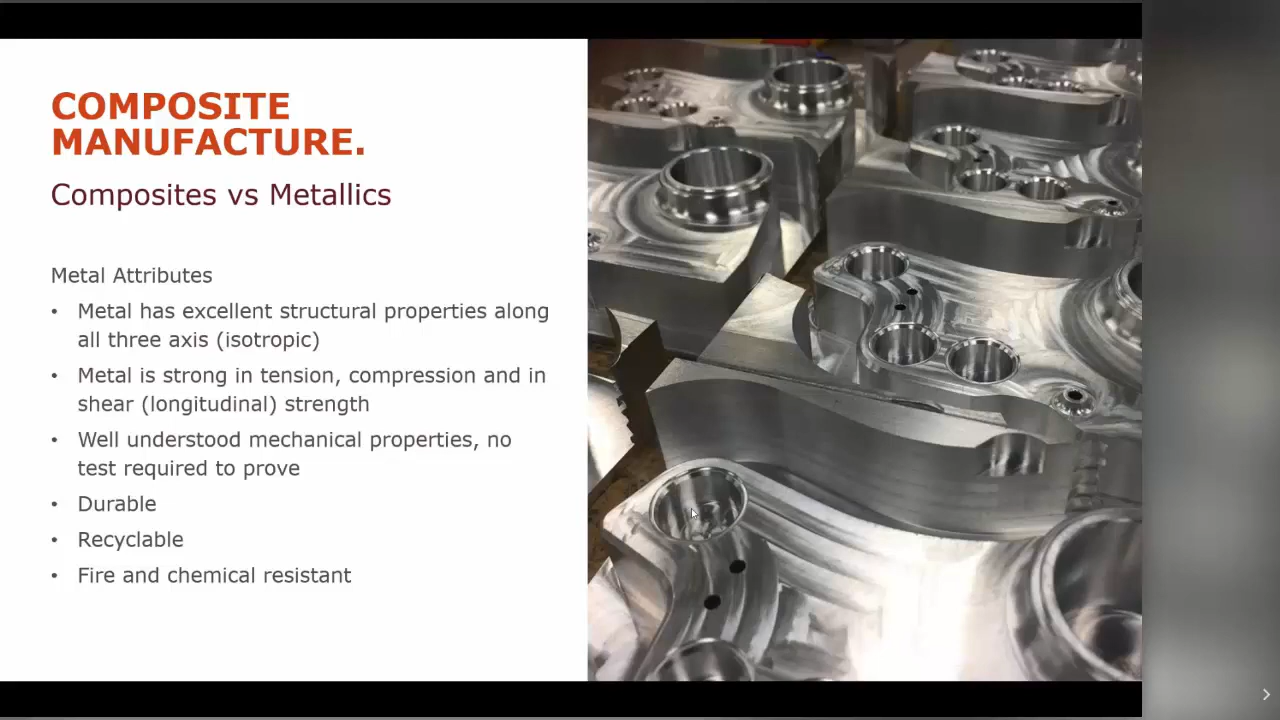 COMPOSITE
MANUFACTURE.
Composites vs Metallics
Metal Attributes
• Metal has excellent structural properties along
all three axis (isotropic)
• Metal is strong in tension, compression and in
shear (longitudinal) strength
• Well understood mechanical properties, no
test required to prove
• Durable
• Recyclable
• Fire and chemical resistant